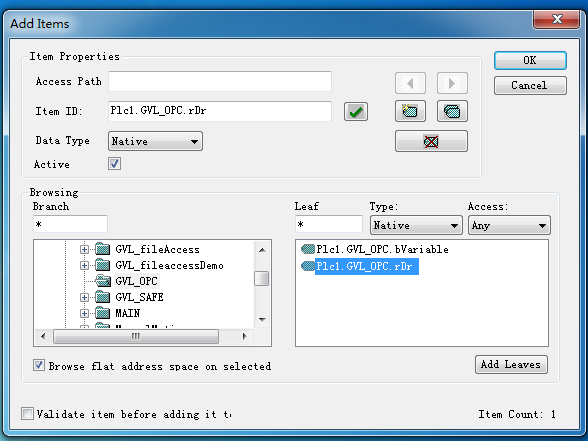 Add Items
Item Properties
Access Path
Item ID: Plc1.GVL_OPC.rDr
Data Type Native
Active
OK
Cancel
Browsing
Branch
*
Leaf Type: Access:
* Native Any
GVL_fileAccess
GVL_fileaccessDemo
GVL_OPC
GVL_SAFE
MAIN
Plc1.GVL_OPC.bVariable
Plc1.GVL_OPC.rDr
Browse flat address space on selected
Add Leaves
Validate item before adding it to
Item Count: 1